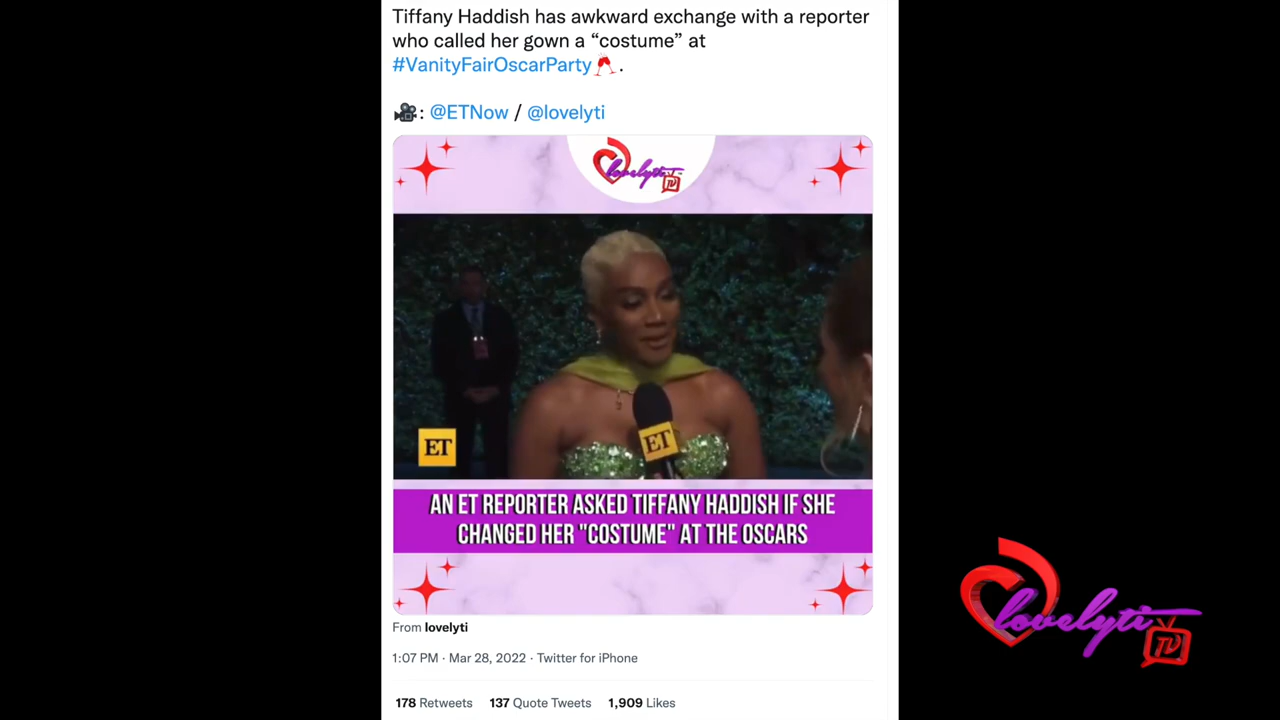 Tiffany Haddish has awkward exchange with a reporter
who called her gown a “costume” at
#VanityFairOscarParty🥂 .
🎥: @ETNow / @lovelyti
lovelyti TV
ET
ET
AN ET REPORTER ASKED TIFFANY HADDISH IF SHE
CHANGED HER "COSTUME" AT THE OSCARS
From lovelyti
1:07 PM · Mar 28, 2022 · Twitter for iPhone
178 Retweets 137 Quote Tweets 1,909 Likes
lovelyti TV